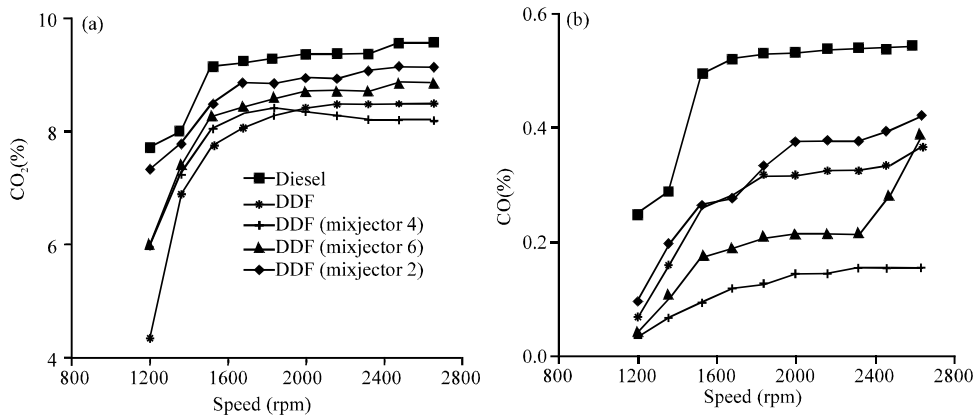 (a)
10
8
6
4
CO2(%)
Diesel
DDF
DDF (mixjector 4)
DDF (mixjector 6)
DDF (mixjector 2)
800 1200 1600 2000 2400 2800
Speed (rpm)
(b)
0.6
0.4
0.2
0.0
CO(%)
800 1200 1600 2000 2400 2800
Speed (rpm)